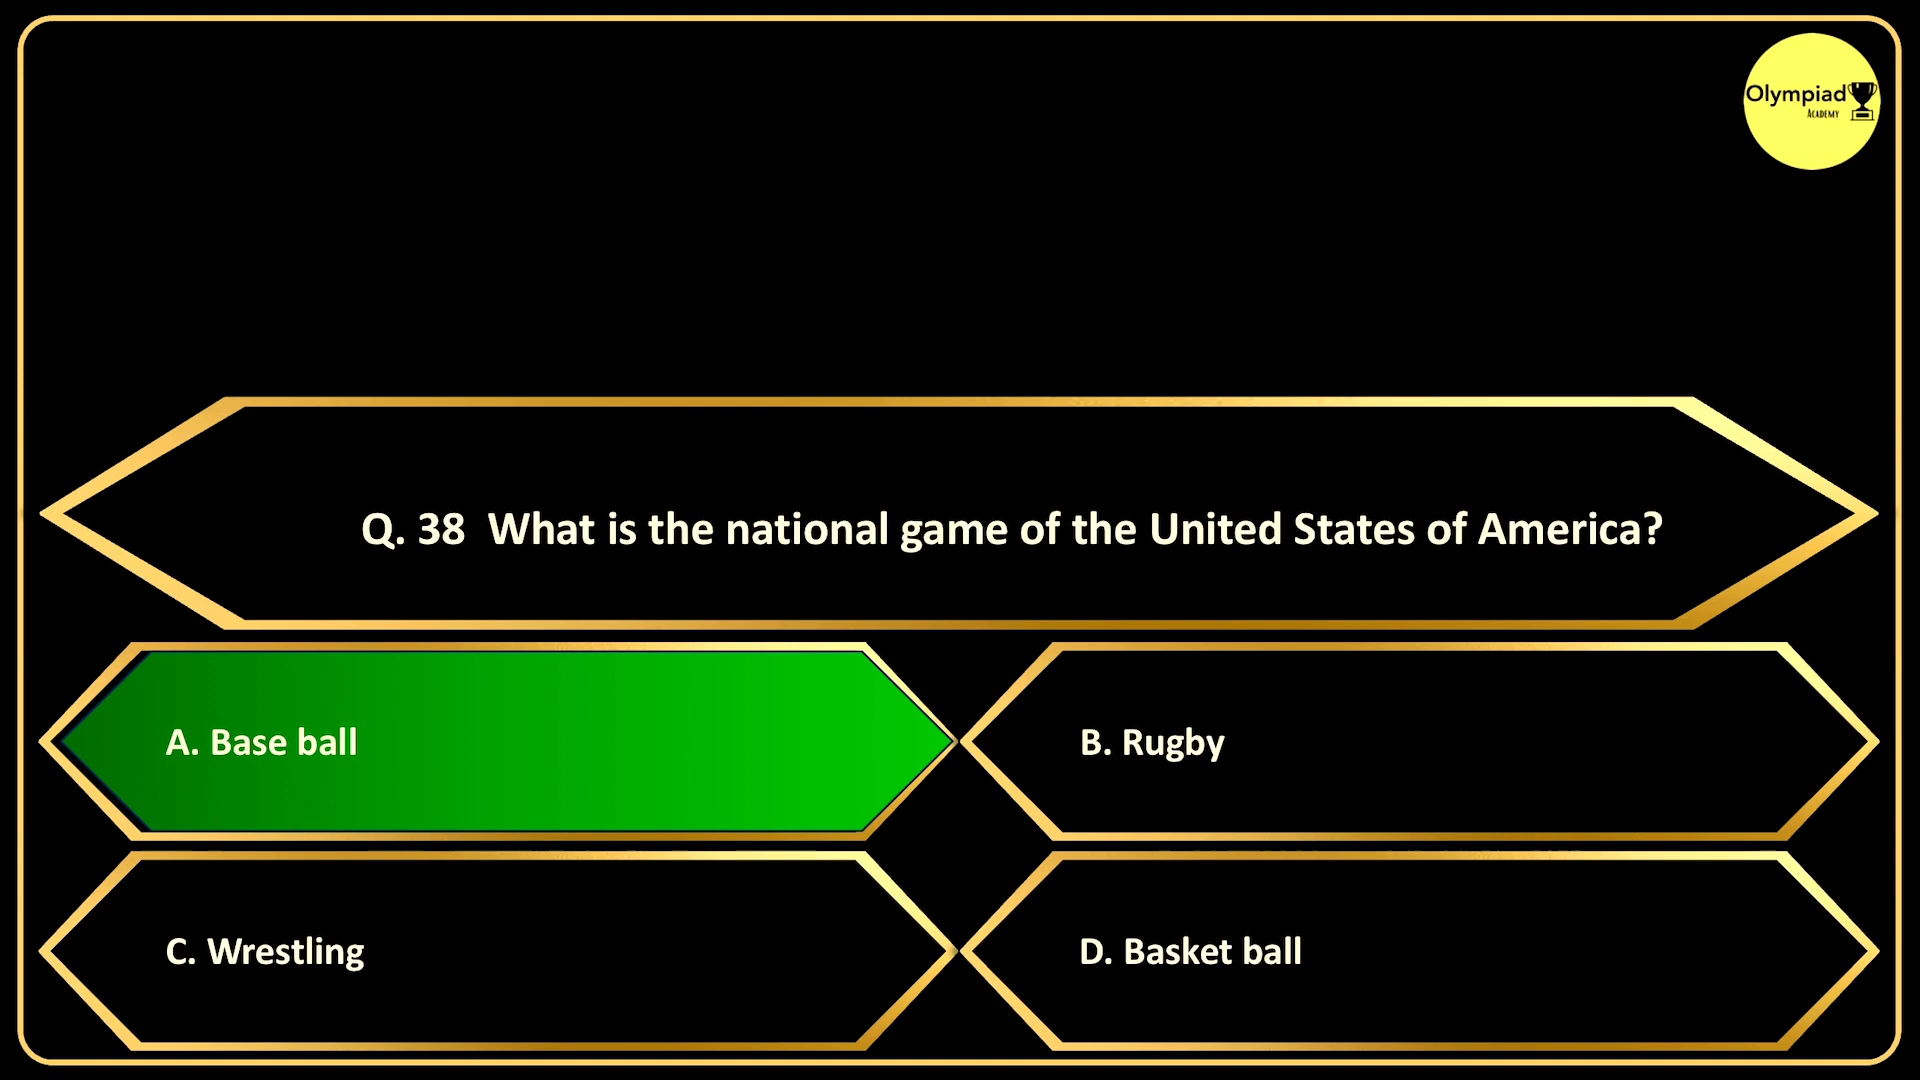 Olympiad
ACADEMY
Q. 38 What is the national game of the United States of America?
A. Base ball
B. Rugby
C. Wrestling
D. Basket ball